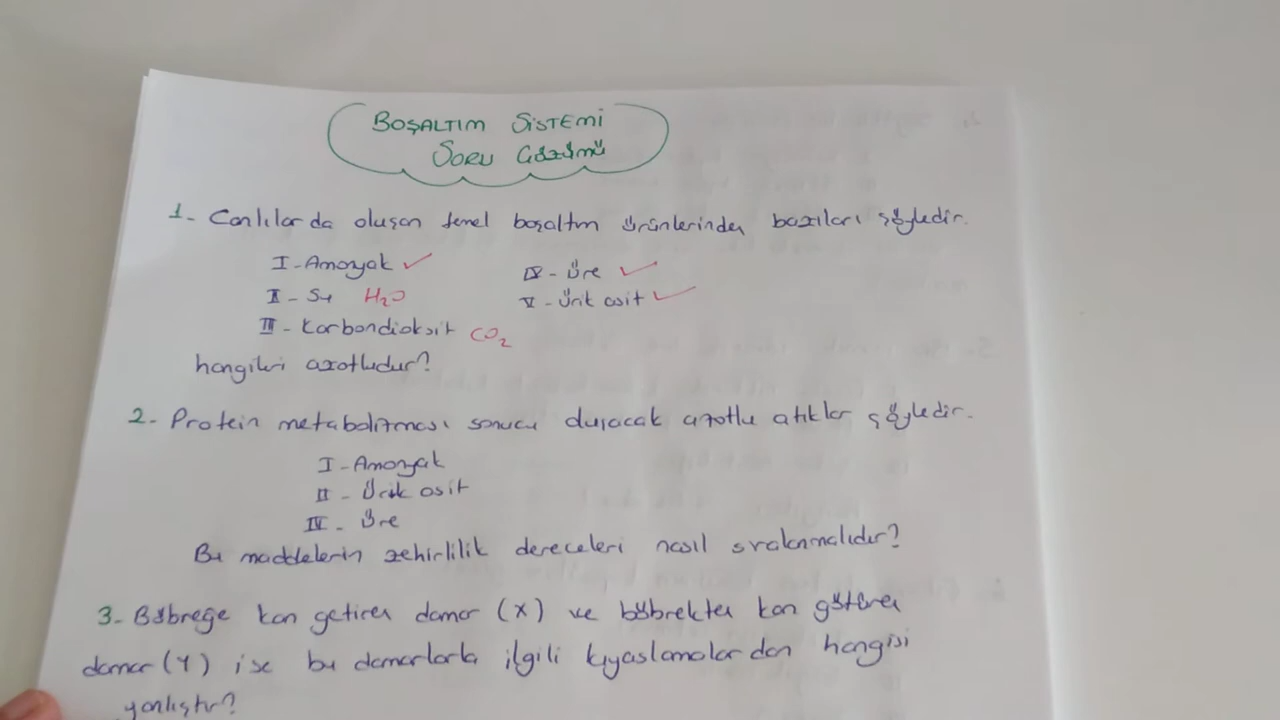 BOŞALTIM SİSTEMİ
SORU ÇÖZÜMÜ
1- Canlılarda oluşan temel boşaltım ürünlerinden bazıları şöyledir.
I- Amonyak ✓
IV- Üre ✓
II- Su H₂O
V- Ürik asit ✓
III- Karbondioksit CO₂
hangileri azotludur?
2- Protein metabolizması sonucu oluşacak azotlu atıklar şöyledir.
I- Amonyak
II- Ürik asit
IV- Üre
Bu maddelerin zehirlilik dereceleri nasıl sıralanmalıdır?
3- Böbreğe kan getiren damar (X) ve böbrekten kan götüren
damar (Y) ise bu damarlarla ilgili kıyaslamalardan hangisi
yanlıştır?